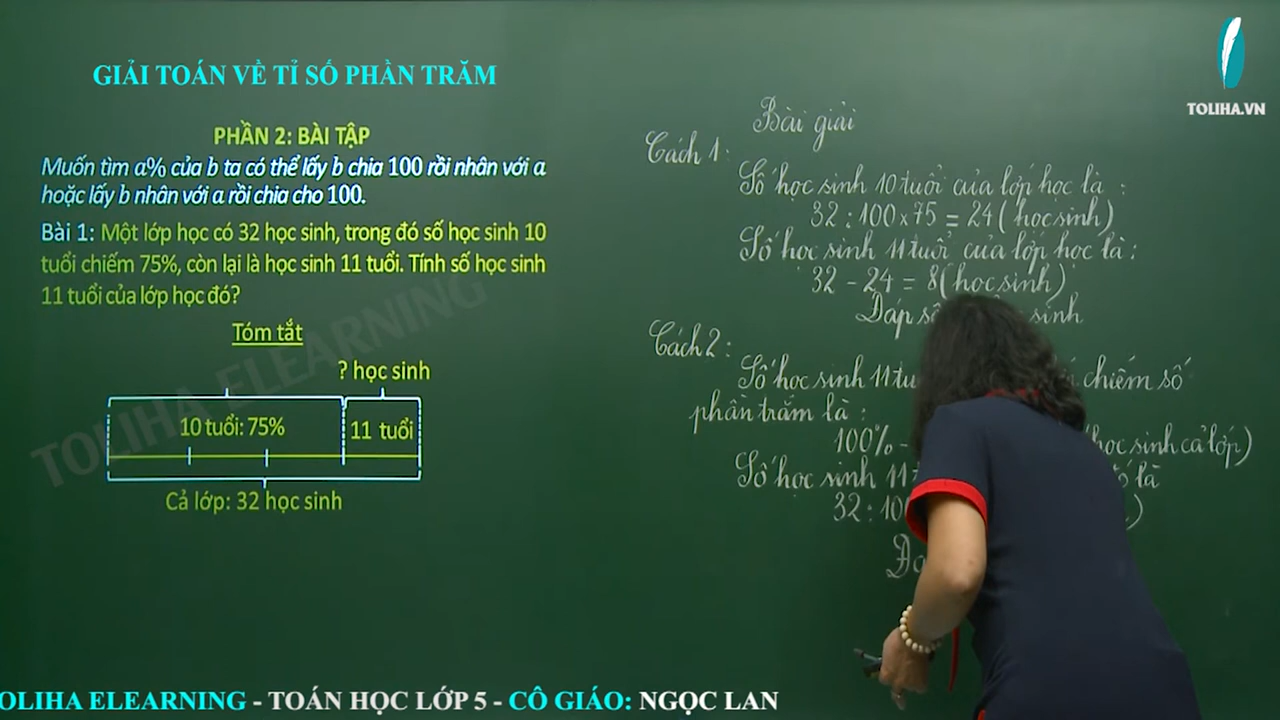 GIẢI TOÁN VỀ TỈ SỐ PHẦN TRĂM
TOLIHA.VN
PHẦN 2: BÀI TẬP
Muốn tìm a% của b ta có thể lấy b chia 100 rồi nhân với a
hoặc lấy b nhân với a rồi chia cho 100.
Bài 1: Một lớp học có 32 học sinh, trong đó số học sinh 10
tuổi chiếm 75%, còn lại là học sinh 11 tuổi. Tính số học sinh
11 tuổi của lớp học đó?
Tóm tắt
? học sinh
10 tuổi: 75%
11 tuổi
Cả lớp: 32 học sinh
TOLIHA ELEARNING
Bài giải
Cách 1:
Số học sinh 10 tuổi của lớp học là :
32 : 100 x 75 = 24 ( học sinh)
Số học sinh 11 tuổi của lớp học là :
32 - 24 = 8 ( học sinh)
Đáp số sinh
Cách 2 :
Số học sinh 11 chiếm số
phần trăm là :
100% - học sinh cả lớp)
Số học sinh 11 là
32 : 10 )
OLIHA ELEARNING - TOÁN HỌC LỚP 5 - CÔ GIÁO: NGỌC LAN